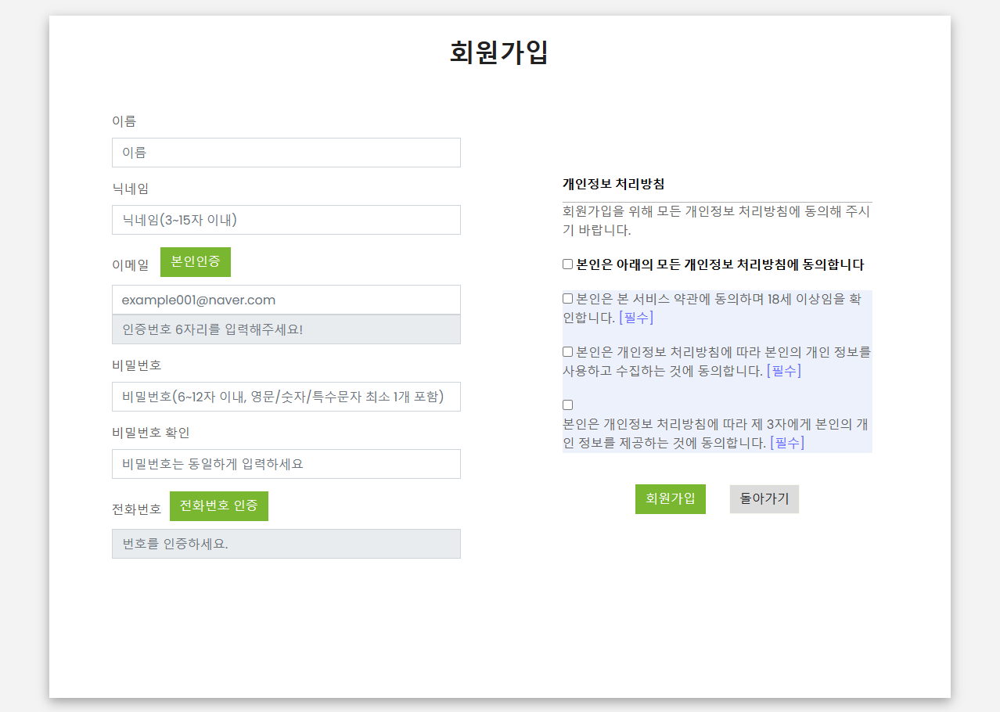 회원가입
이름
이름
닉네임
닉네임(3~15자 이내)
이메일 본인인증
example001@naver.com
인증번호 6자리를 입력해주세요!
비밀번호
비밀번호(6~12자 이내, 영문/숫자/특수문자 최소 1개 포함)
비밀번호 확인
비밀번호는 동일하게 입력하세요
전화번호 전화번호 인증
번호를 인증하세요.
개인정보 처리방침
회원가입을 위해 모든 개인정보 처리방침에 동의해 주시
기 바랍니다.
본인은 아래의 모든 개인정보 처리방침에 동의합니다
본인은 본 서비스 약관에 동의하며 18세 이상임을 확
인합니다. [필수]
본인은 개인정보 처리방침에 따라 본인의 개인 정보를
사용하고 수집하는 것에 동의합니다. [필수]
본인은 개인정보 처리방침에 따라 제 3자에게 본인의 개
인 정보를 제공하는 것에 동의합니다. [필수]
회원가입 돌아가기